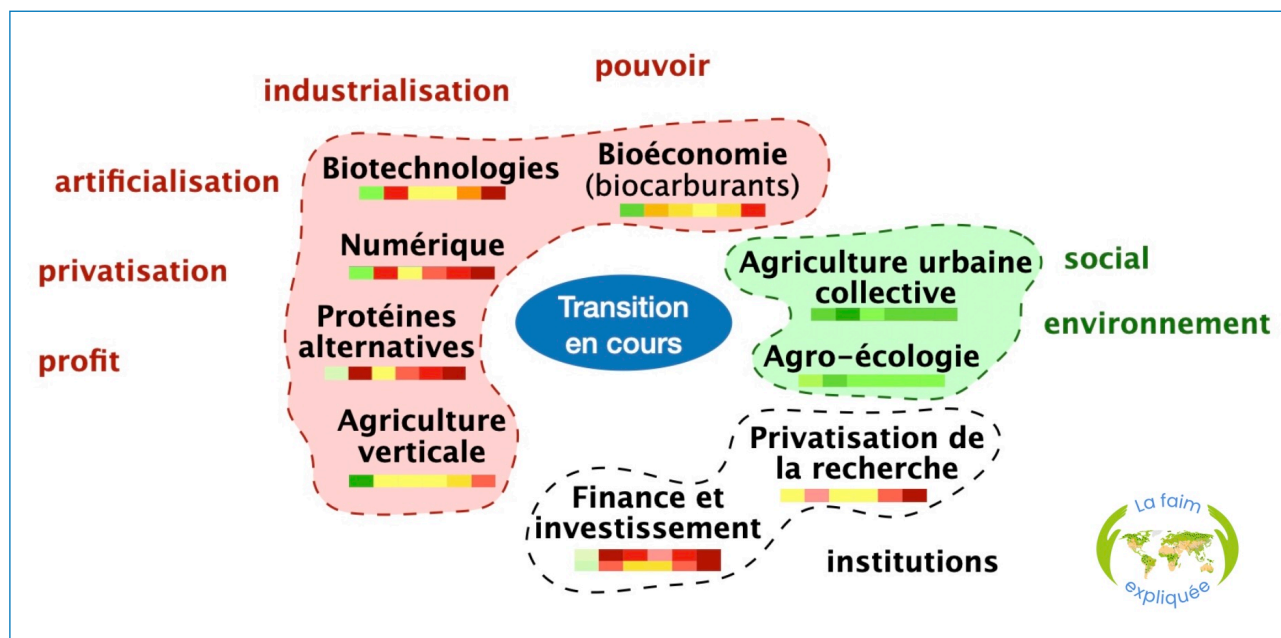 pouvoir
industrialisation
artificialisation
privatisation
profit
Biotechnologies
Bioéconomie
(biocarburants)
Numérique
Protéines
alternatives
Agriculture
verticale
Transition
en cours
Agriculture urbaine
collective
Agro-écologie
social
environnement
Privatisation de
la recherche
Finance et
investissement
institutions
La faim
expliquée